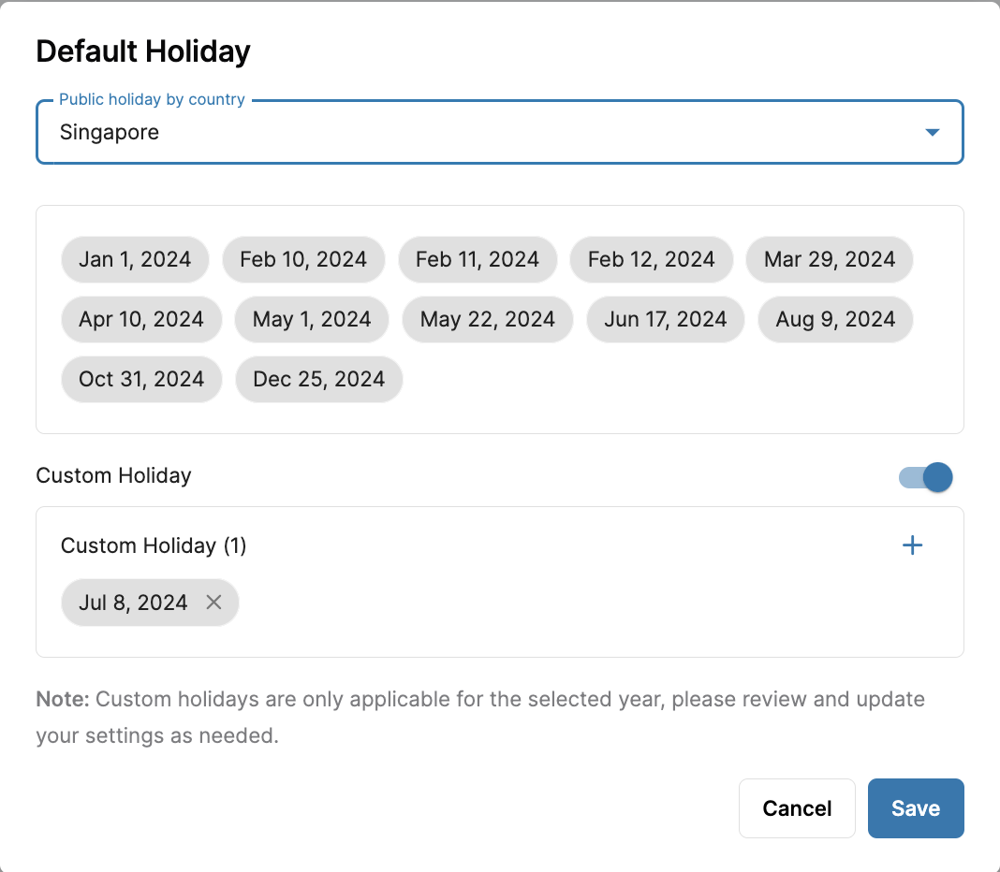 Default Holiday
Public holiday by country
Singapore
Jan 1, 2024 Feb 10, 2024 Feb 11, 2024 Feb 12, 2024 Mar 29, 2024
Apr 10, 2024 May 1, 2024 May 22, 2024 Jun 17, 2024 Aug 9, 2024
Oct 31, 2024 Dec 25, 2024
Custom Holiday
Custom Holiday (1)
Jul 8, 2024
Note: Custom holidays are only applicable for the selected year, please review and update
your settings as needed.
Cancel Save